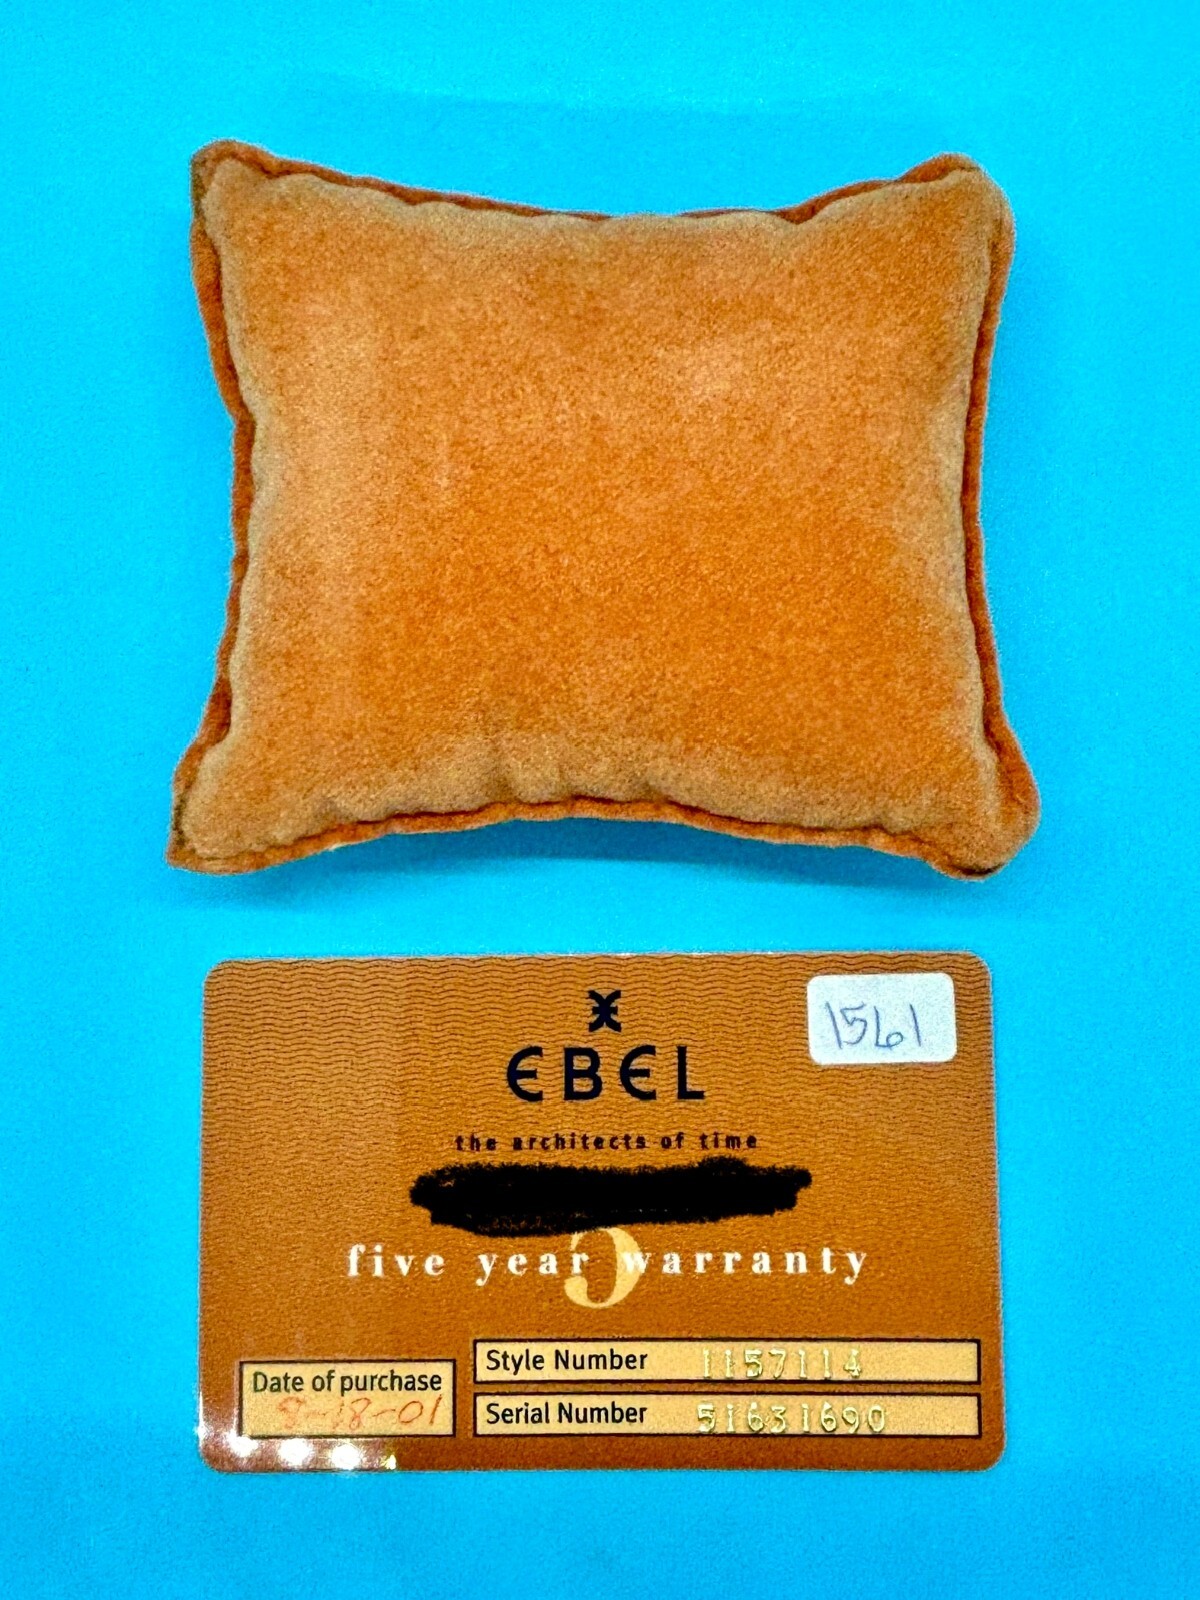 1561
EBEL
the architects of time
five year warranty
5
Date of purchase
8-18-01
Style Number 1157114
Serial Number 51631690